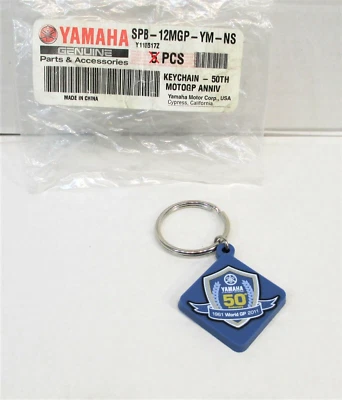 YAMAHA
GENUINE
Parts & Accessories
SPB-12MGP-YM-NS
Y110517Z
5 PCS
KEYCHAIN - 50TH
MOTOGP ANNIV
MADE IN CHINA
Yamaha Motor Corp., USA
Cypress, California.
YAMAHA
50
1961 World GP 2011